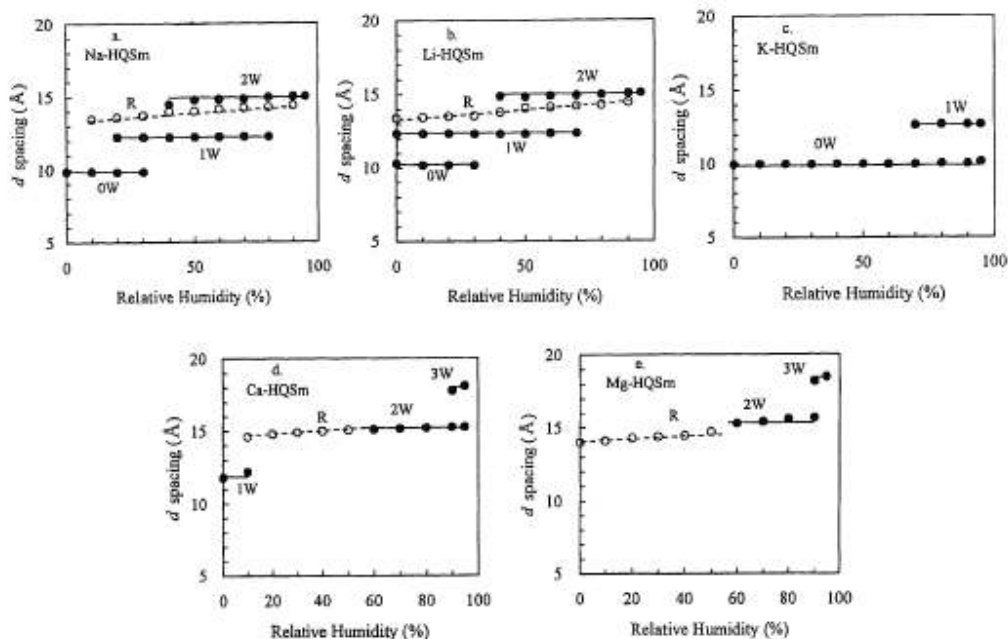 a.
Na-HQSm
20
15
10
5
d spacing (Å)
R
2W
1W
0W
0
50
100
Relative Humidity (%)
b.
Li-HQSm
20
15
10
5
d spacing (Å)
R
2W
1W
0W
0
50
100
Relative Humidity (%)
c.
K-HQSm
20
15
10
5
d spacing (Å)
1W
0W
0
50
100
Relative Humidity (%)
d.
Ca-HQSm
20
15
10
5
d spacing (Å)
3W
R
2W
1W
0 20 40 60 80 100
Relative Humidity (%)
e.
Mg-HQSm
20
15
10
5
d spacing (Å)
3W
R
2W
0 20 40 60 80 100
Relative Humidity (%)